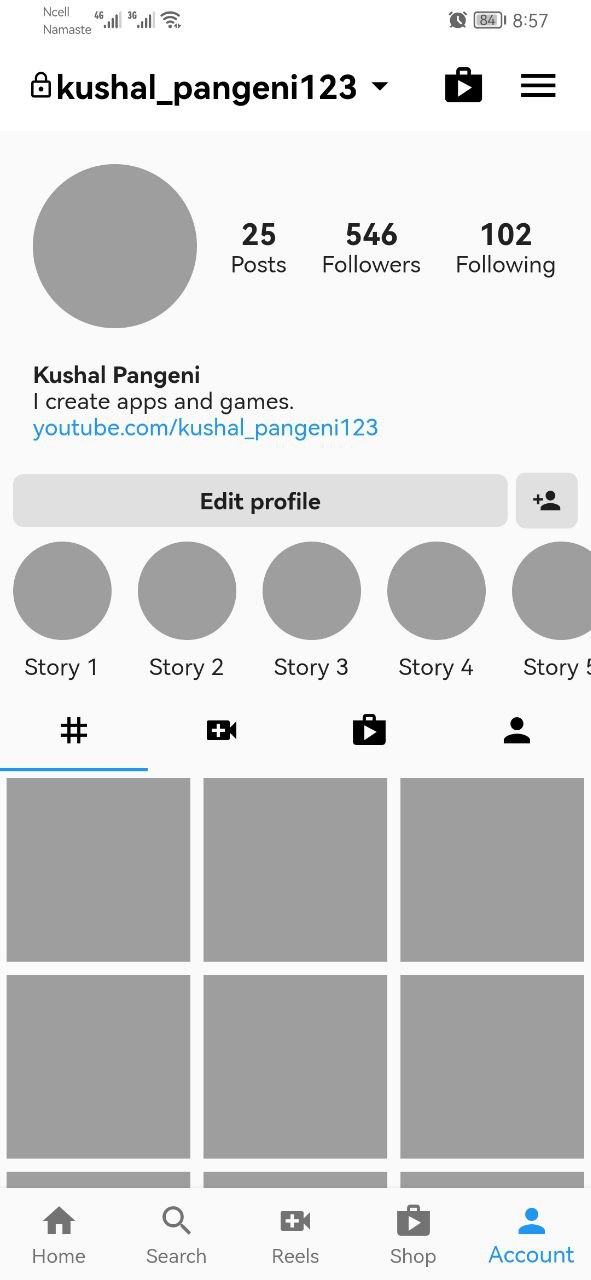 Ncell
Namaste
4G 3G 84 8:57
kushal_pangeni123
25 546 102
Posts Followers Following
Kushal Pangeni
I create apps and games.
youtube.com/kushal_pangeni123
Edit profile
Story 1 Story 2 Story 3 Story 4 Story 5
Home Search Reels Shop Account